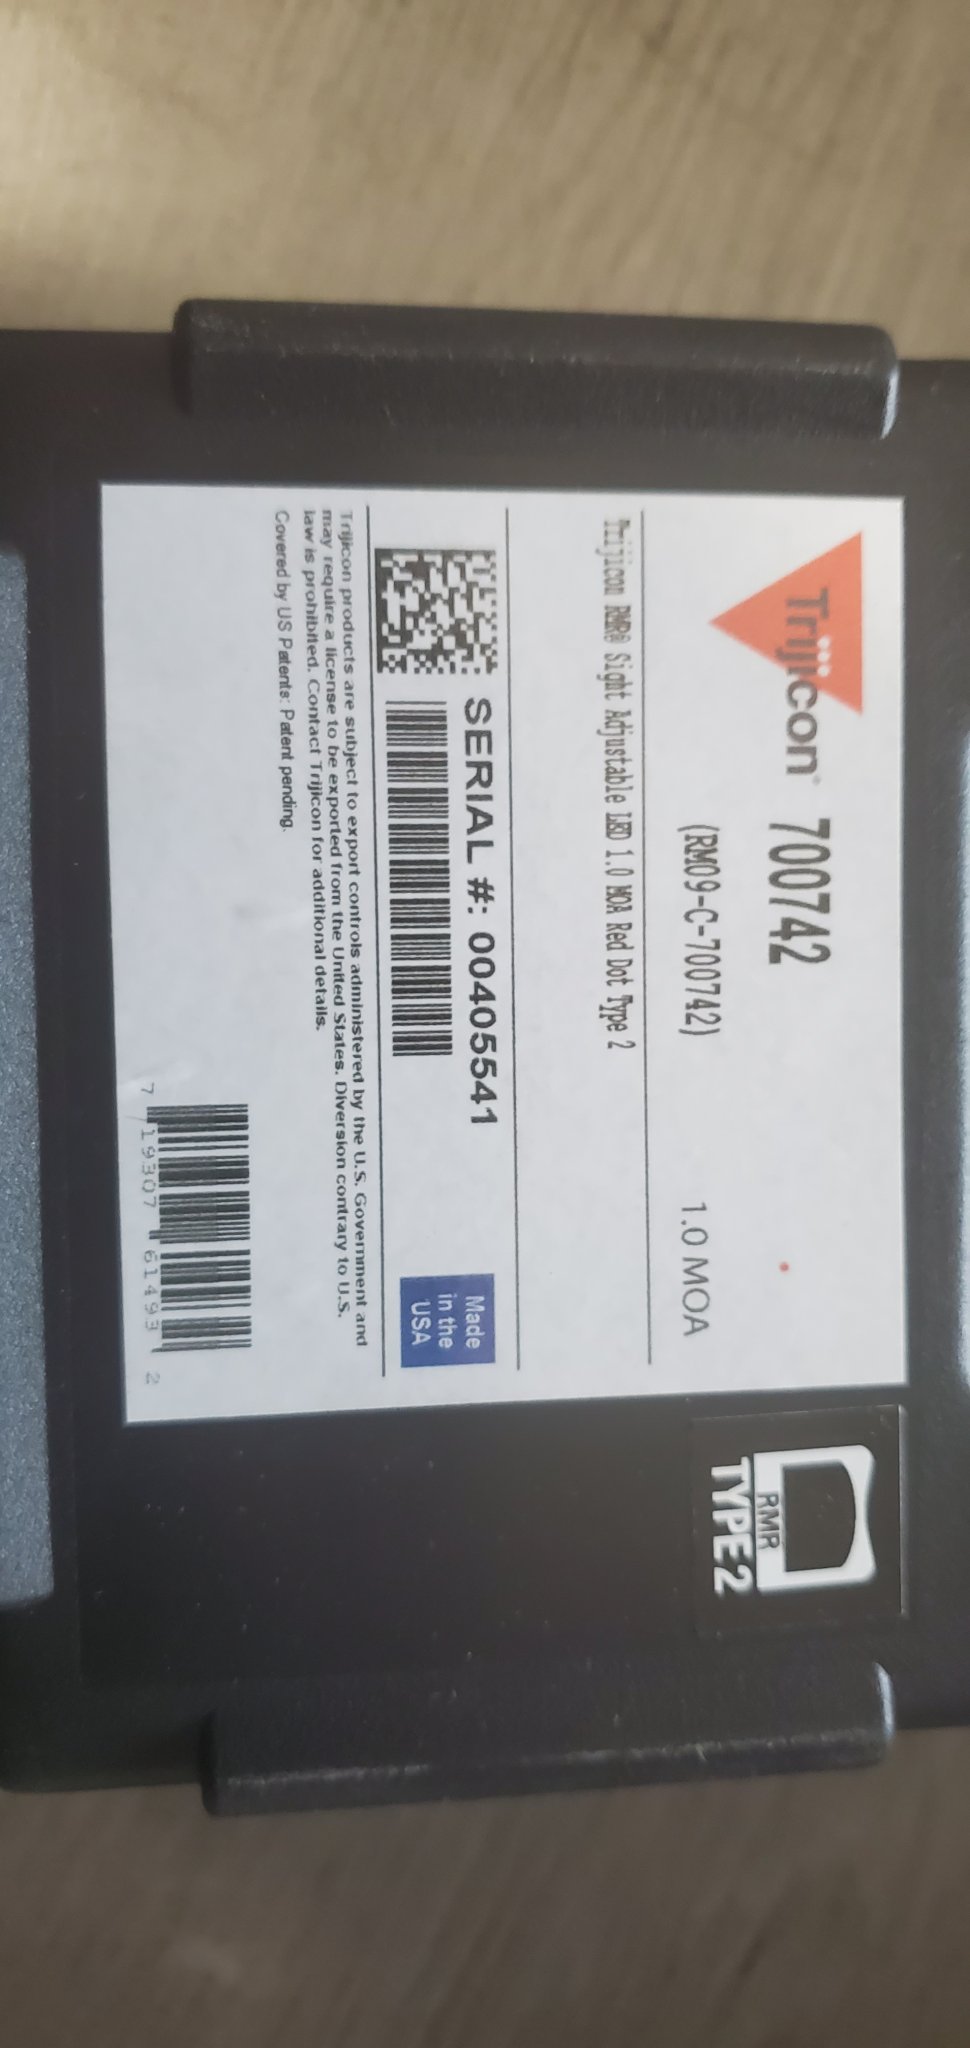 Trijicon® 700742
(RM09-C-700742)
1.0 MOA
Trijicon RMR® Sight Adjustable LED 1.0 MOA Red Dot Type 2
SERIAL #: 00405541
Made
in the
USA
Trijicon products are subject to export controls administered by the U.S. Government and
may require a license to be exported from the United States. Diversion contrary to U.S.
law is prohibited. Contact Trijicon for additional details.
Covered by US Patents: Patent pending.
7 19307 61493 2
RMR
TYPE 2